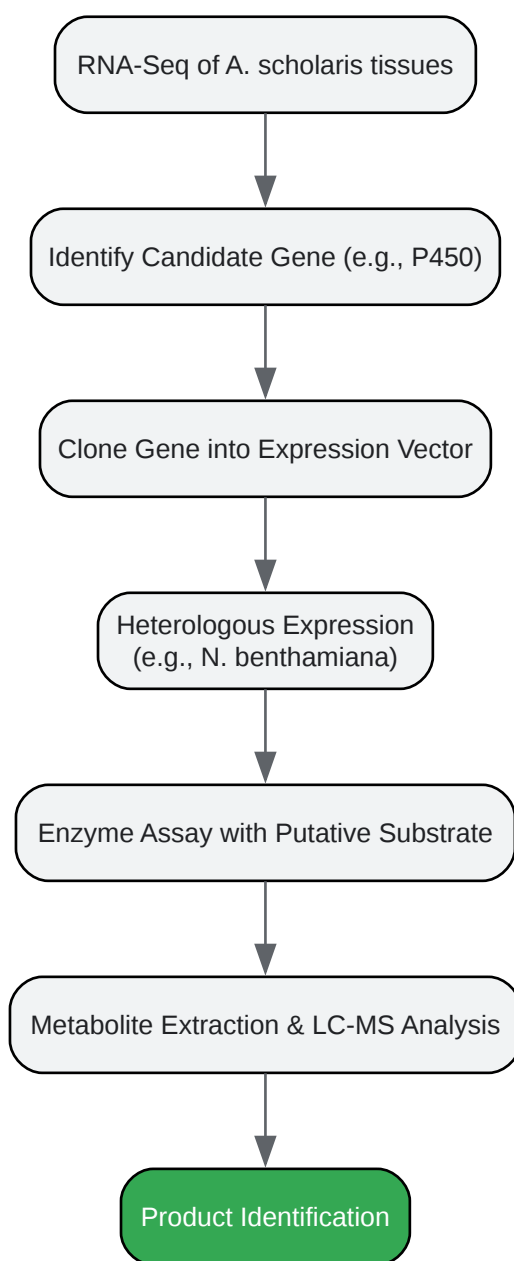 RNA-Seq of A. scholaris tissues
Identify Candidate Gene (e.g., P450)
Clone Gene into Expression Vector
Heterologous Expression
(e.g., N. benthamiana)
Enzyme Assay with Putative Substrate
Metabolite Extraction & LC-MS Analysis
Product Identification